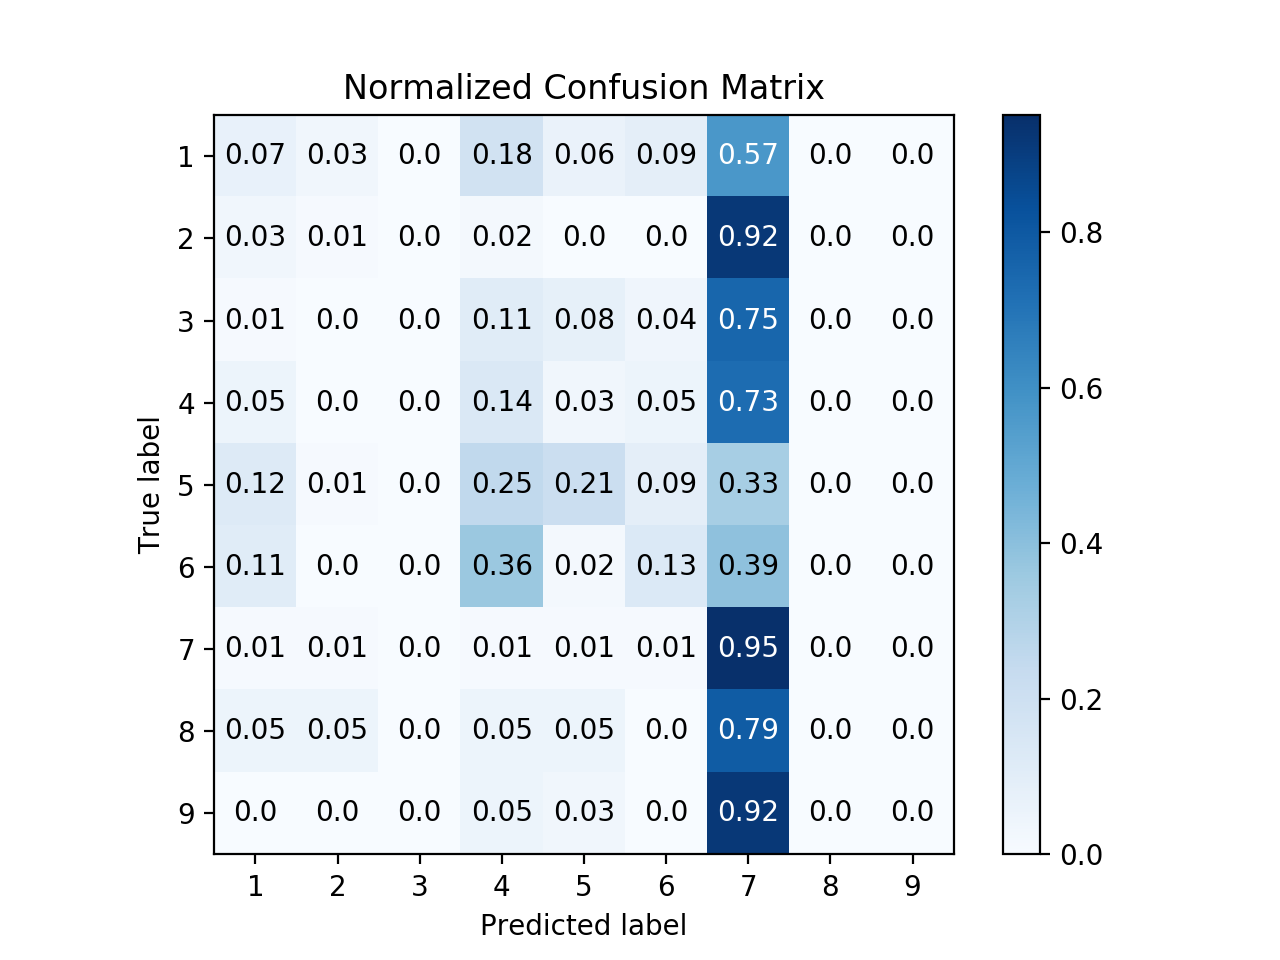 Normalized Confusion Matrix
1 0.07 0.03 0.0 0.18 0.06 0.09 0.57 0.0 0.0
2 0.03 0.01 0.0 0.02 0.0 0.0 0.92 0.0 0.0
3 0.01 0.0 0.0 0.11 0.08 0.04 0.75 0.0 0.0
4 0.05 0.0 0.0 0.14 0.03 0.05 0.73 0.0 0.0
5 0.12 0.01 0.0 0.25 0.21 0.09 0.33 0.0 0.0
6 0.11 0.0 0.0 0.36 0.02 0.13 0.39 0.0 0.0
7 0.01 0.01 0.0 0.01 0.01 0.01 0.95 0.0 0.0
8 0.05 0.05 0.0 0.05 0.05 0.0 0.79 0.0 0.0
9 0.0 0.0 0.0 0.05 0.03 0.0 0.92 0.0 0.0
1 2 3 4 5 6 7 8 9
Predicted label
True label
0.8
0.6
0.4
0.2
0.0